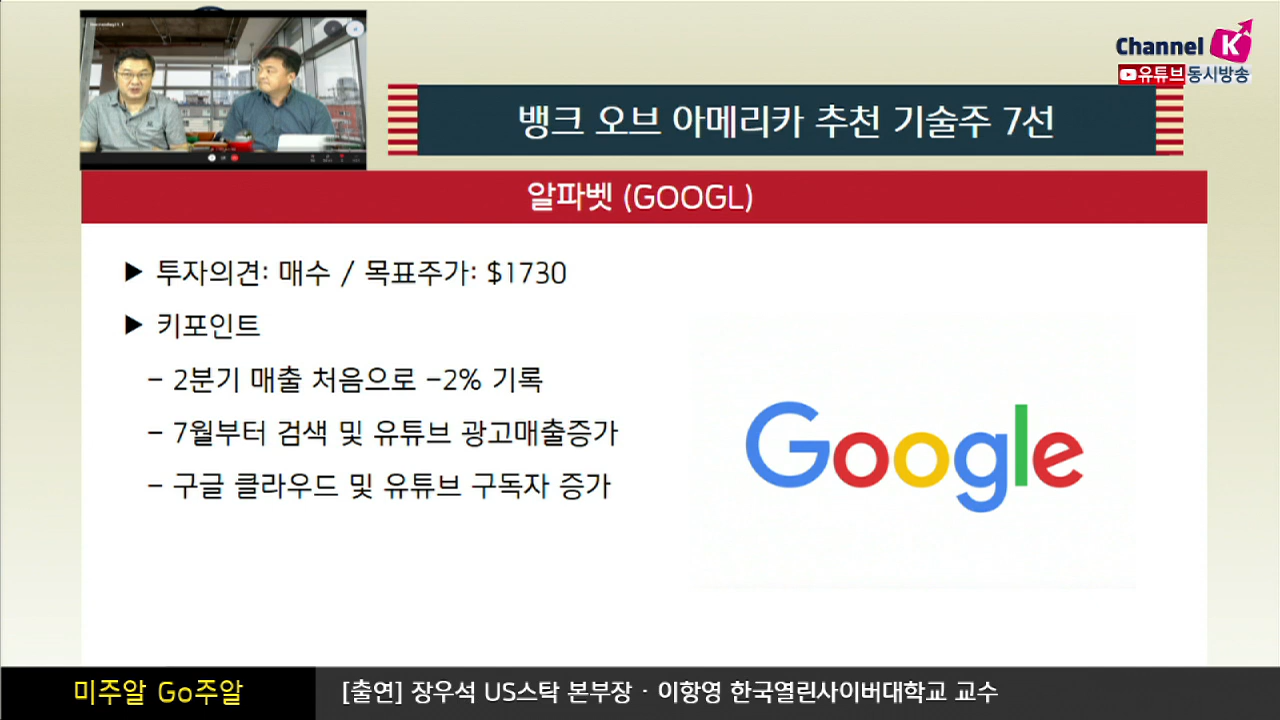 Channel K
유튜브동시방송
뱅크 오브 아메리카 추천 기술주 7선
알파벳 (GOOGL)
▶ 투자의견: 매수 / 목표주가: $1730
▶ 키포인트
- 2분기 매출 처음으로 -2% 기록
- 7월부터 검색 및 유튜브 광고매출증가
- 구글 클라우드 및 유튜브 구독자 증가
Google
미주알 Go주알
[출연] 장우석 US스탁 본부장 · 이항영 한국열린사이버대학교 교수